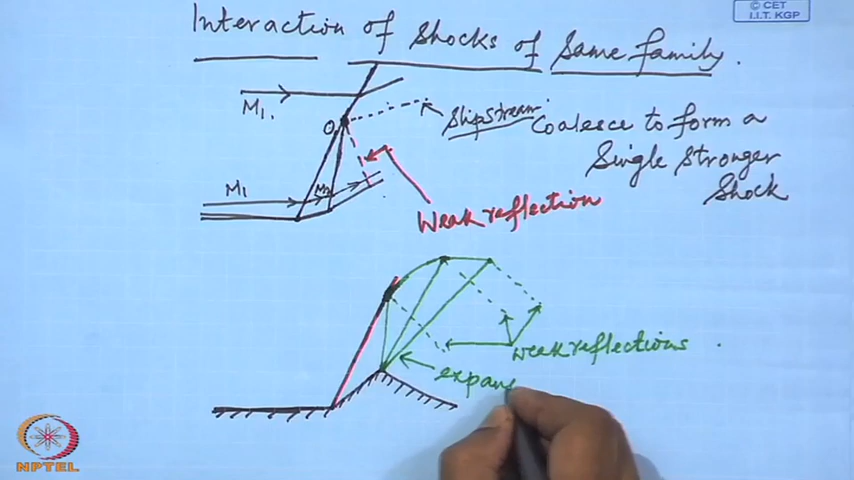 © CET
I.I.T. KGP
Interaction of Shocks of Same family.
M1.
O
Slipstream
Coalesce to form a
Single Stronger
Shock
M1
M2
Weak reflection
Weak reflections
expans
NPTEL